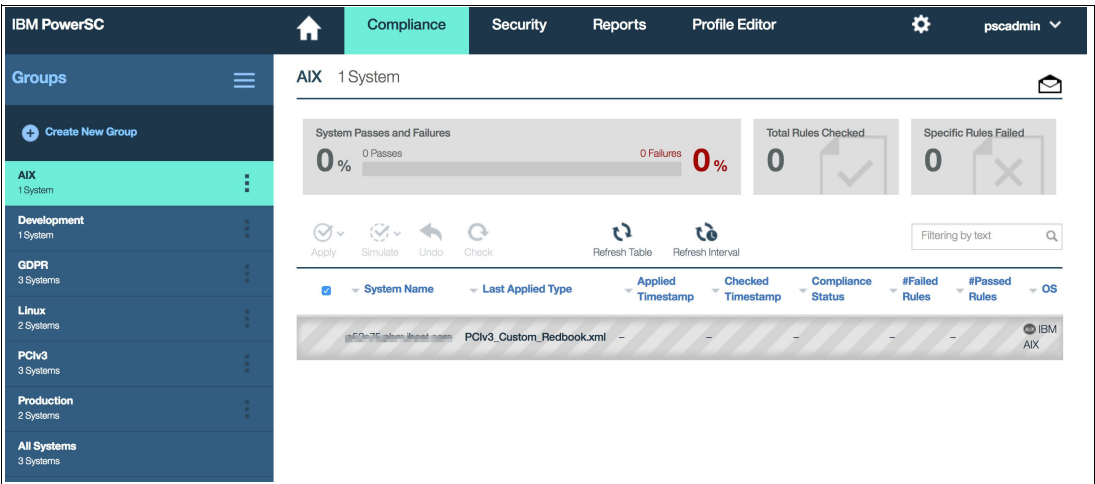 IBM PowerSC
Compliance
Security
Reports
Profile Editor
pscadmin
Groups
Create New Group
AIX
1 System
Development
1 System
GDPR
3 Systems
Linux
2 Systems
PCIv3
3 Systems
Production
2 Systems
All Systems
3 Systems
AIX 1 System
System Passes and Failures
0 % 0 Passes 0 Failures 0 %
Total Rules Checked
0
Specific Rules Failed
0
Apply Simulate Undo Check Refresh Table Refresh Interval
Filtering by text
System Name Last Applied Type Applied Timestamp Checked Timestamp Compliance Status #Failed Rules #Passed Rules OS
PCIv3_Custom_Redbook.xml – – – – – AIX IBM AIX